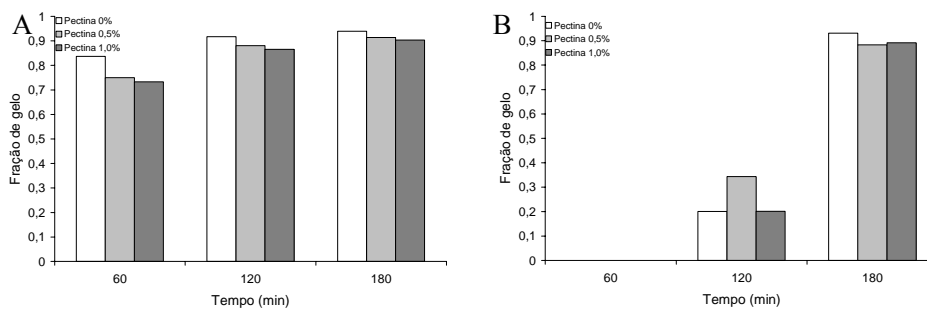 A
Pectina 0%
Pectina 0,5%
Pectina 1,0%
1
0,9
0,8
0,7
0,6
0,5
0,4
0,3
0,2
0,1
0
Fração de gelo
60 120 180
Tempo (min)
B
Pectina 0%
Pectina 0,5%
Pectina 1,0%
1
0,9
0,8
0,7
0,6
0,5
0,4
0,3
0,2
0,1
0
Fração de gelo
60 120 180
Tempo (min)